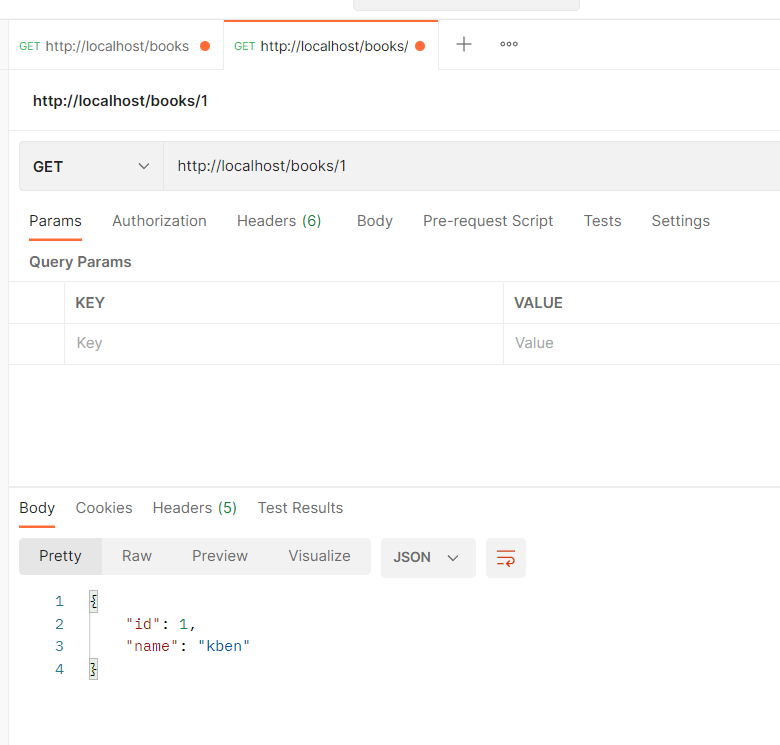 GET http://localhost/books GET http://localhost/books/
http://localhost/books/1
GET http://localhost/books/1
Params Authorization Headers (6) Body Pre-request Script Tests Settings
Query Params
KEY VALUE
Key Value
Body Cookies Headers (5) Test Results
Pretty Raw Preview Visualize JSON
1 {
2 "id": 1,
3 "name": "kben"
4 }